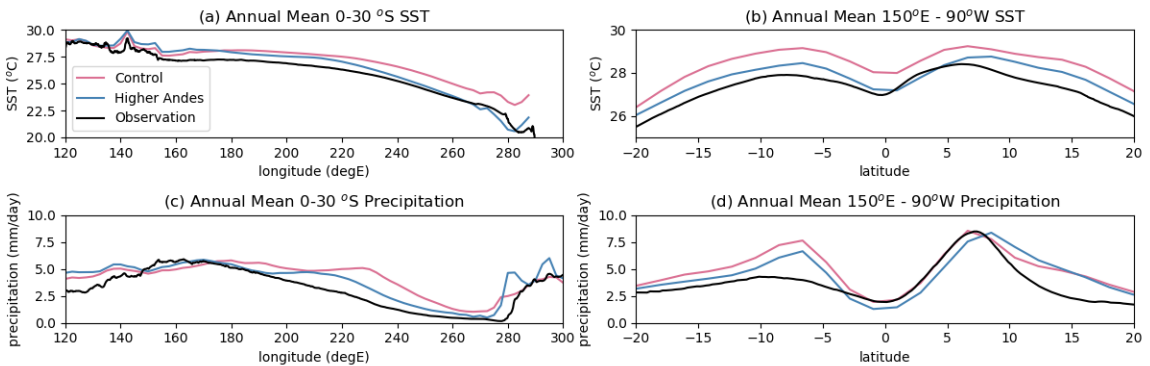 (a) Annual Mean 0-30 °S SST
30.0
27.5
25.0
22.5
20.0
SST (°C)
Control
Higher Andes
Observation
120 140 160 180 200 220 240 260 280 300
longitude (degE)
(b) Annual Mean 150°E - 90°W SST
30
28
26
SST (°C)
−20 −15 −10 −5 0 5 10 15 20
latitude
(c) Annual Mean 0-30 °S Precipitation
10.0
7.5
5.0
2.5
0.0
precipitation (mm/day)
120 140 160 180 200 220 240 260 280 300
longitude (degE)
(d) Annual Mean 150°E - 90°W Precipitation
10.0
7.5
5.0
2.5
0.0
precipitation (mm/day)
−20 −15 −10 −5 0 5 10 15 20
latitude